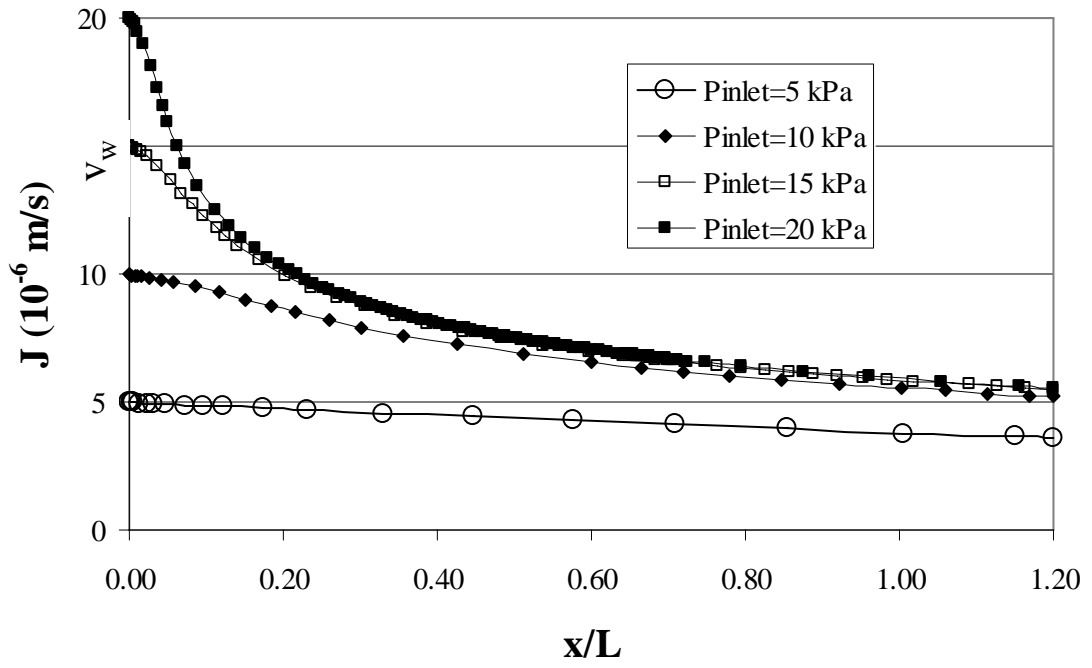 20
v_w
10
5
0
J (10⁻⁶ m/s)
Pinlet=5 kPa
Pinlet=10 kPa
Pinlet=15 kPa
Pinlet=20 kPa
0.00 0.20 0.40 0.60 0.80 1.00 1.20
x/L